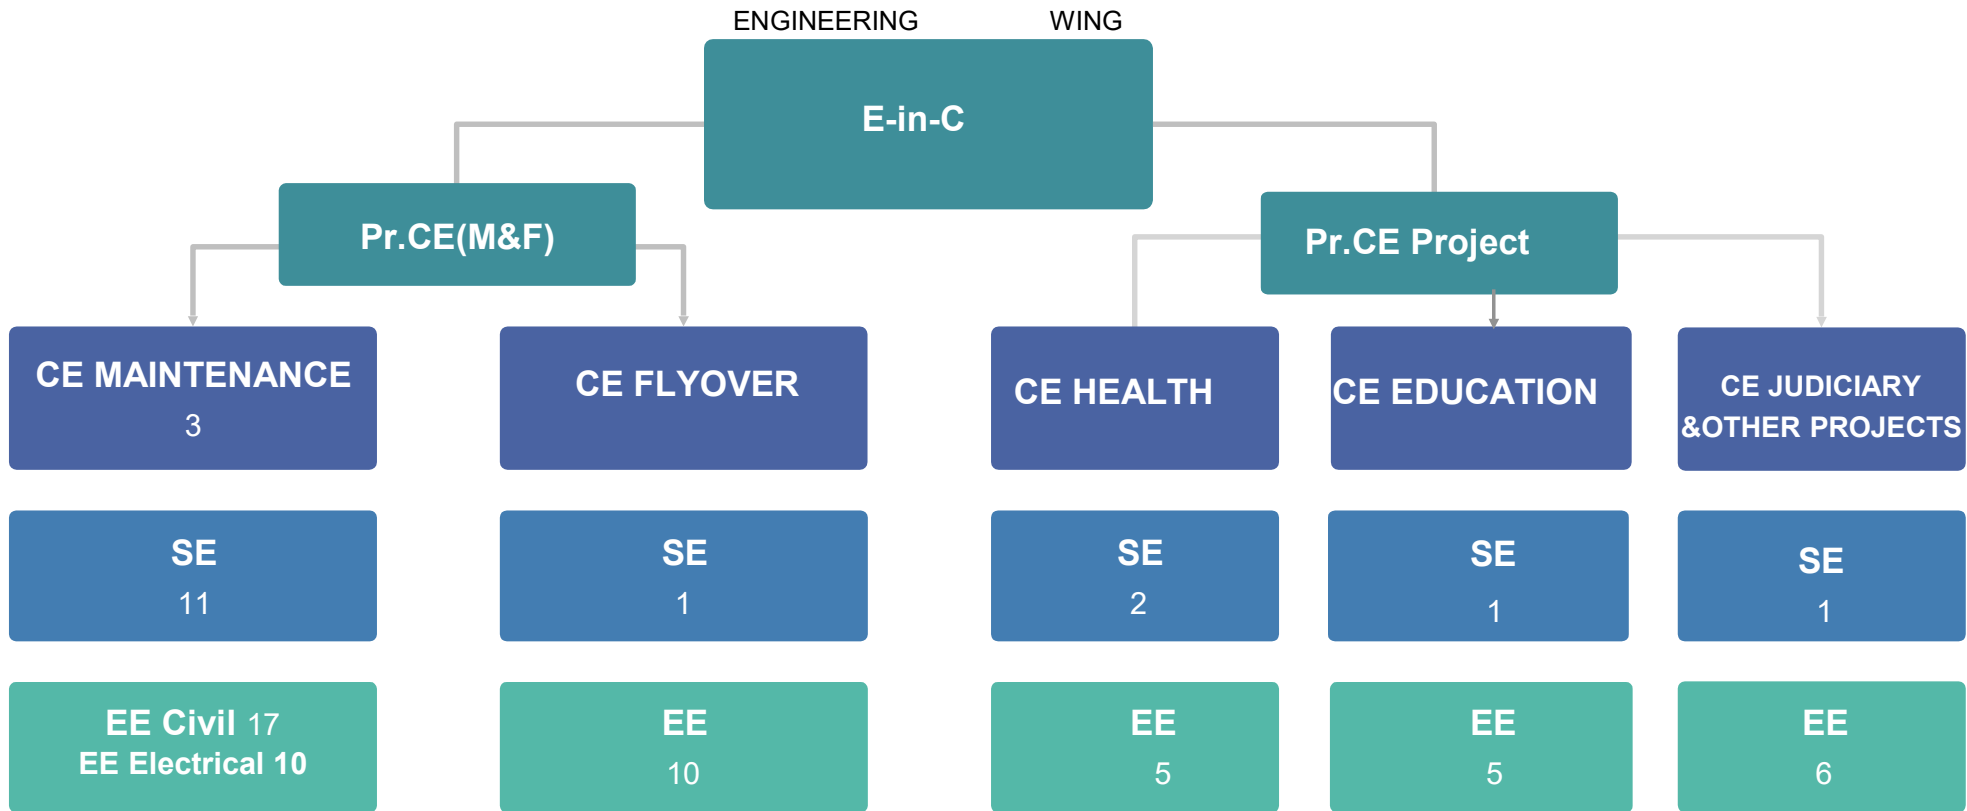 ENGINEERING WING
E-in-C
Pr.CE(M&F)
Pr.CE Project
CE MAINTENANCE
3
CE FLYOVER
CE HEALTH
CE EDUCATION
CE JUDICIARY
&OTHER PROJECTS
SE
11
SE
1
SE
2
SE
1
SE
1
EE Civil 17
EE Electrical 10
EE
10
EE
5
EE
5
EE
6